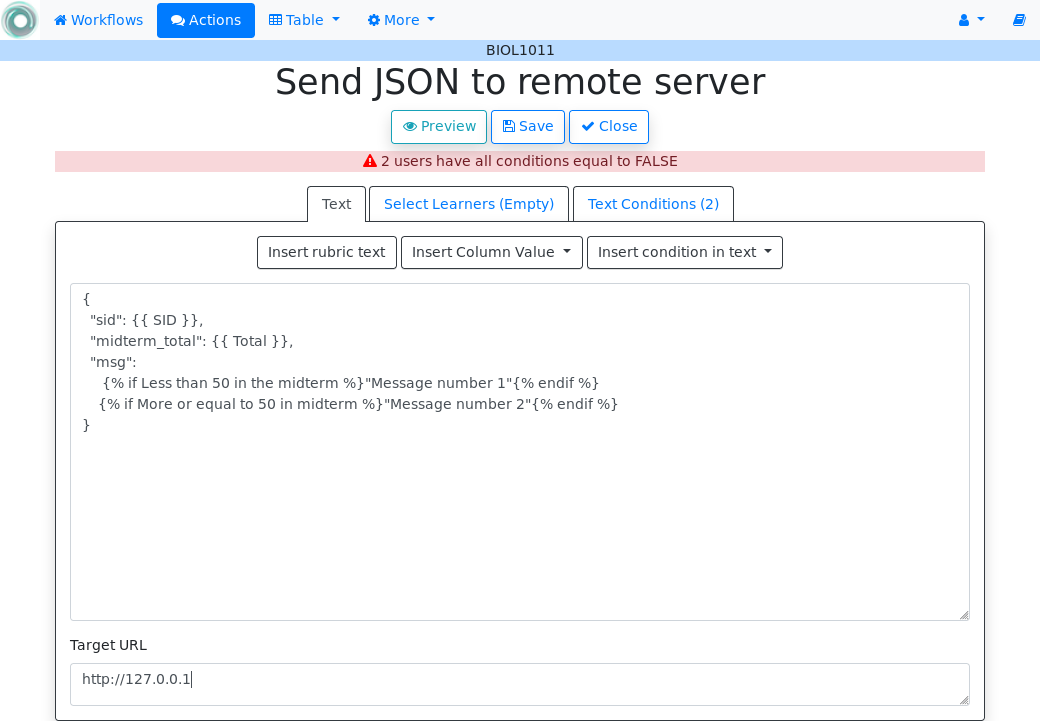 Workflows Actions Table More
BIOL1011
Send JSON to remote server
Preview Save Close
2 users have all conditions equal to FALSE
Text Select Learners (Empty) Text Conditions (2)
Insert rubric text Insert Column Value Insert condition in text
{
"sid": {{ SID }},
"midterm_total": {{ Total }},
"msg":
{% if Less than 50 in the midterm %}"Message number 1"{% endif %}
{% if More or equal to 50 in midterm %}"Message number 2"{% endif %}
}
Target URL
http://127.0.0.1